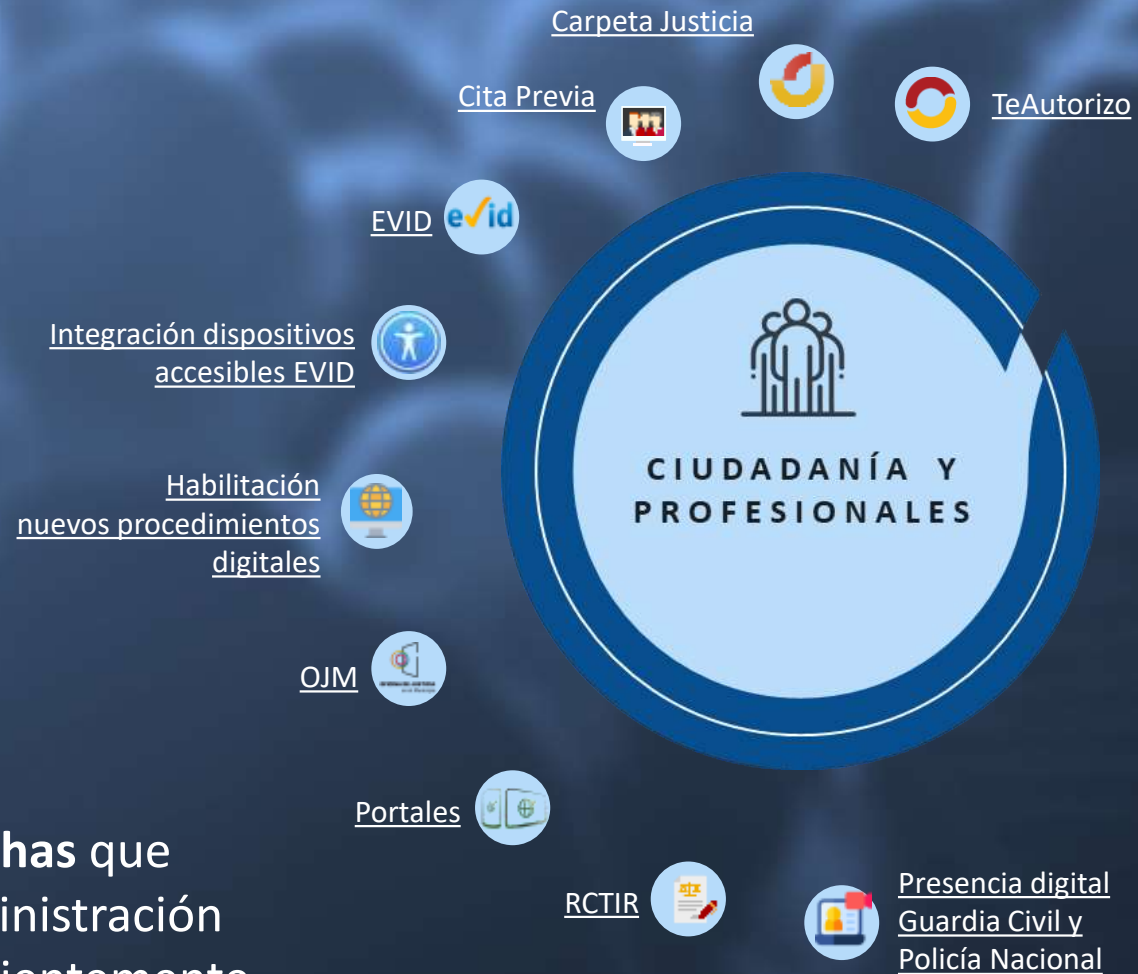 Carpeta Justicia
Cita Previa
TeAutorizo
EVID
e✓id
Integración dispositivos
accesibles EVID
CIUDADANÍA Y
PROFESIONALES
Habilitación
nuevos procedimientos
digitales
OJM
Portales
has que
inistración
RCTIR
Presencia digital
Guardia Civil y
Policía Nacional